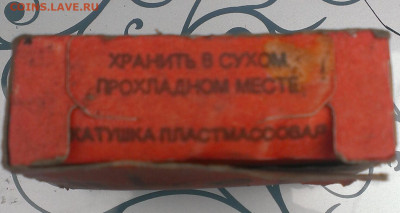 COINS.LAVE.RU
ХРАНИТЬ В СУХОМ
ПРОХЛАДНОМ МЕСТЕ
КАТУШКА ПЛАСТМАССОВАЯ